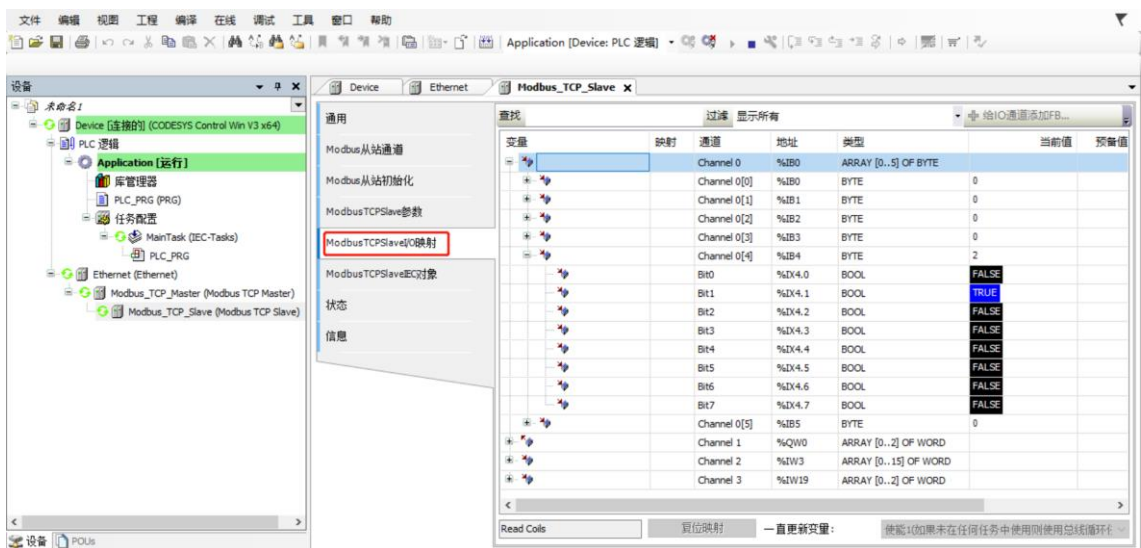 文件 编辑 视图 工程 编译 在线 调试 工具 窗口 帮助
Application [Device: PLC 逻辑]
设备
Device Ethernet Modbus_TCP_Slave
未命名1
Device [连接的] (CODESYS Control Win V3 x64)
PLC 逻辑
Application [运行]
库管理器
PLC_PRG (PRG)
任务配置
MainTask (IEC-Tasks)
PLC_PRG
Ethernet (Ethernet)
Modbus_TCP_Master (Modbus TCP Master)
Modbus_TCP_Slave (Modbus TCP Slave)
设备 POUs
通用
Modbus从站通道
Modbus从站初始化
ModbusTCPSlave参数
ModbusTCPSlaveI/O映射
ModbusTCPSlaveIEC对象
状态
信息
查找 过滤 显示所有 给IO通道添加FB...
变量 映射 通道 地址 类型 当前值 预备值
Channel 0 %IB0 ARRAY [0..5] OF BYTE
Channel 0[0] %IB0 BYTE 0
Channel 0[1] %IB1 BYTE 0
Channel 0[2] %IB2 BYTE 0
Channel 0[3] %IB3 BYTE 0
Channel 0[4] %IB4 BYTE 2
Bit0 %IX4.0 BOOL FALSE
Bit1 %IX4.1 BOOL TRUE
Bit2 %IX4.2 BOOL FALSE
Bit3 %IX4.3 BOOL FALSE
Bit4 %IX4.4 BOOL FALSE
Bit5 %IX4.5 BOOL FALSE
Bit6 %IX4.6 BOOL FALSE
Bit7 %IX4.7 BOOL FALSE
Channel 0[5] %IB5 BYTE 0
Channel 1 %QW0 ARRAY [0..2] OF WORD
Channel 2 %IW3 ARRAY [0..15] OF WORD
Channel 3 %IW19 ARRAY [0..2] OF WORD
Read Coils 复位映射 一直更新变量: 使能1(如果未在任何任务中使用则使用总线循环